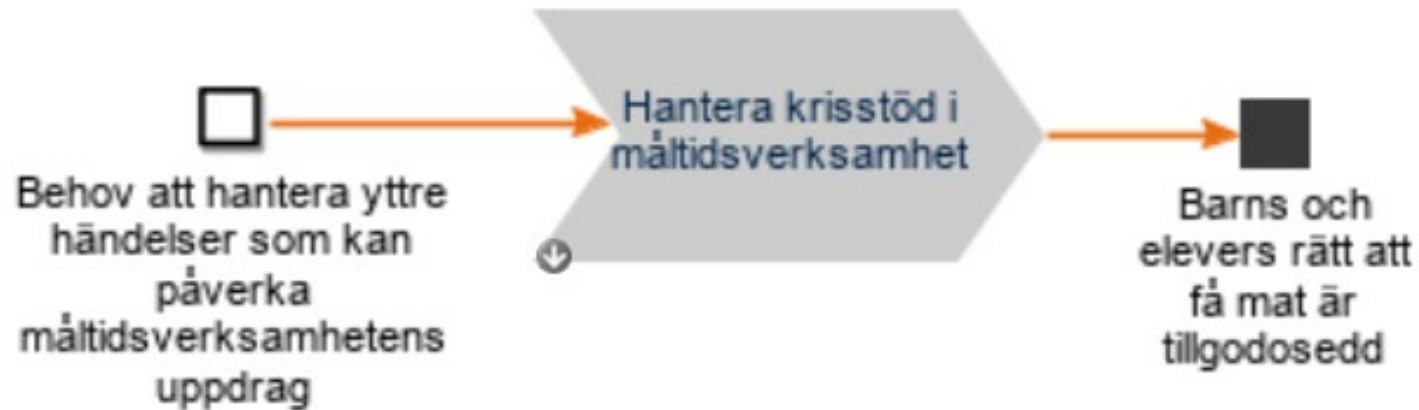 Behov att hantera yttre
händelser som kan
påverka
måltidsverksamhetens
uppdrag
Hantera krisstöd i
måltidsverksamhet
Barns och
elevers rätt att
få mat är
tillgodosedd